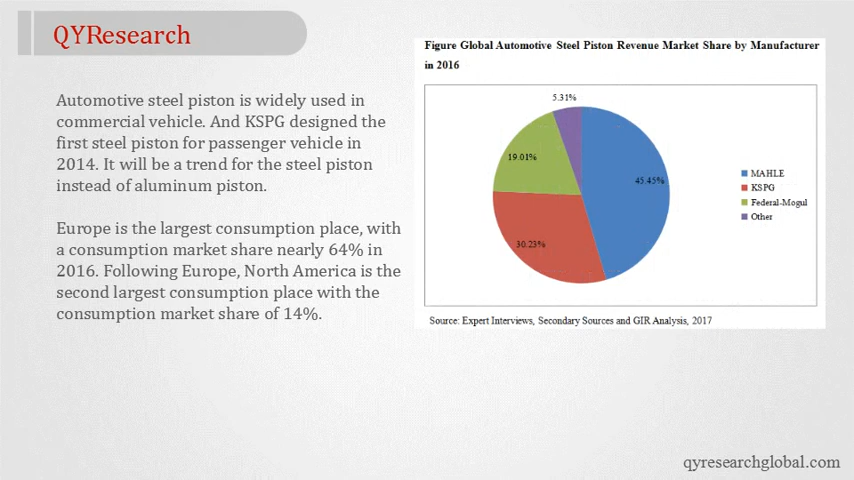 QYResearch
Automotive steel piston is widely used in
commercial vehicle. And KSPG designed the
first steel piston for passenger vehicle in
2014. It will be a trend for the steel piston
instead of aluminum piston.
Europe is the largest consumption place, with
a consumption market share nearly 64% in
2016. Following Europe, North America is the
second largest consumption place with the
consumption market share of 14%.
Figure Global Automotive Steel Piston Revenue Market Share by Manufacturer
in 2016
5.31%
19.01%
45.45%
30.23%
MAHLE
KSPG
Federal-Mogul
Other
Source: Expert Interviews, Secondary Sources and GIR Analysis, 2017
qyresearchglobal.com